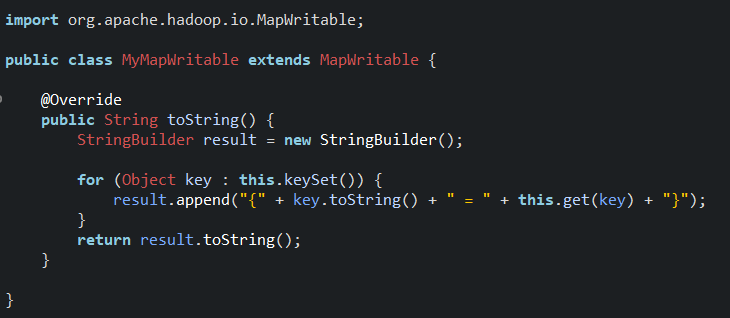 import org.apache.hadoop.io.MapWritable;
public class MyMapWritable extends MapWritable {
@Override
public String toString() {
StringBuilder result = new StringBuilder();
for (Object key : this.keySet()) {
result.append("{" + key.toString() + " = " + this.get(key) + "}");
}
return result.toString();
}
}